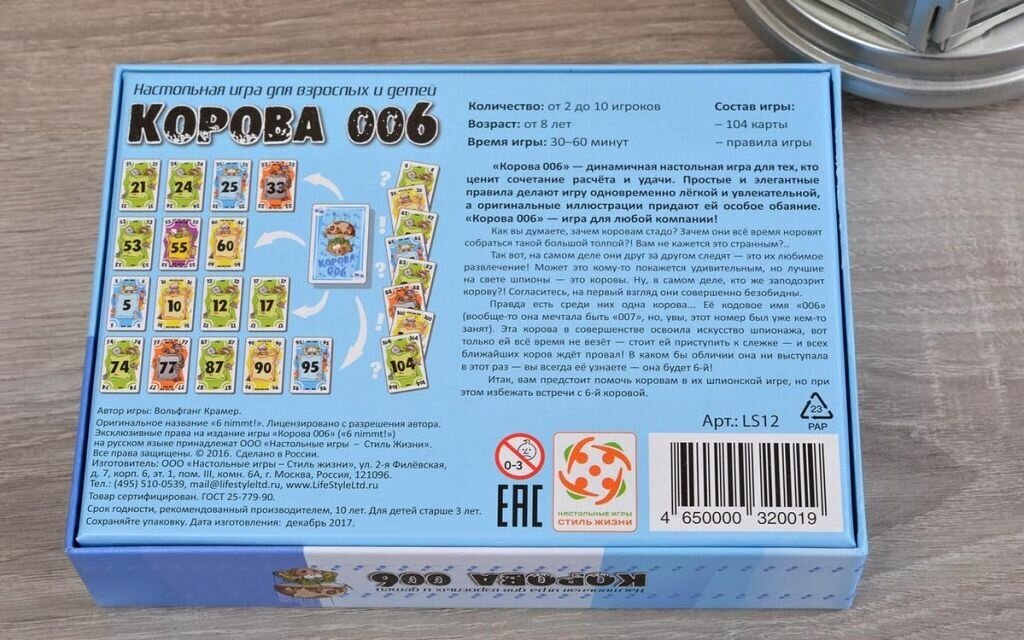 Настольная игра для взрослых и детей
КОРОВА 006
Количество: от 2 до 10 игроков
Возраст: от 8 лет
Время игры: 30–60 минут
Состав игры:
– 104 карты
– правила игры
«Корова 006» — динамичная настольная игра для тех, кто
ценит сочетание расчёта и удачи. Простые и элегантные
правила делают игру одновременно лёгкой и увлекательной,
а оригинальные иллюстрации придают ей особое обаяние.
«Корова 006» — игра для любой компании!
Как вы думаете, зачем коровам стадо? Зачем они всё время норовят
собраться такой большой толпой?! Вам не кажется это странным?..
Так вот, на самом деле они друг за другом следят — это их любимое
развлечение! Может это кому-то покажется удивительным, но лучшие
на свете шпионы — это коровы. Ну, в самом деле, кто же заподозрит
корову?! Согласитесь, на первый взгляд они совершенно безобидны.
Правда есть среди них одна корова... Её кодовое имя «006»
(вообще-то она мечтала быть «007», но, увы, этот номер был уже кем-то
занят). Эта корова в совершенстве освоила искусство шпионажа, вот
только ей всё время не везёт — стоит ей приступить к слежке — и всех
ближайших коров ждёт провал! В каком бы обличии она ни выступала
в этот раз — вы всегда её узнаете — она будет 6-й!
Итак, вам предстоит помочь коровам в их шпионской игре, но при
этом избежать встречи с 6-й коровой.
21 24 25 33
53 55 60
5 10 12 17
74 77 87 90 95
КОРОВА
006
?
?
!
?
104
Автор игры: Вольфганг Крамер.
Оригинальное название «6 nimmt!». Лицензировано с разрешения автора.
Эксклюзивные права на издание игры «Корова 006» («6 nimmt!»)
на русском языке принадлежат ООО «Настольные игры – Стиль Жизни».
Все права защищены. © 2016. Сделано в России.
Изготовитель: ООО «Настольные игры – Стиль жизни», ул. 2-я Филёвская,
д. 7, корп. 6, эт. 1, пом. III, комн. 6А, г. Москва, Россия, 121096.
Тел.: (495) 510-0539, mail@lifestyleltd.ru, www.LifeStyleLtd.ru
Товар сертифицирован. ГОСТ 25-779-90.
Срок годности, рекомендованный производителем, 10 лет. Для детей старше 3 лет.
Сохраняйте упаковку. Дата изготовления: декабрь 2017.
0-3
EAC
НАСТОЛЬНЫЕ ИГРЫ
СТИЛЬ ЖИЗНИ
Арт.: LS12
23
PAP
4 650000 320019
КОРОВА 006
Настольная игра для взрослых и детей